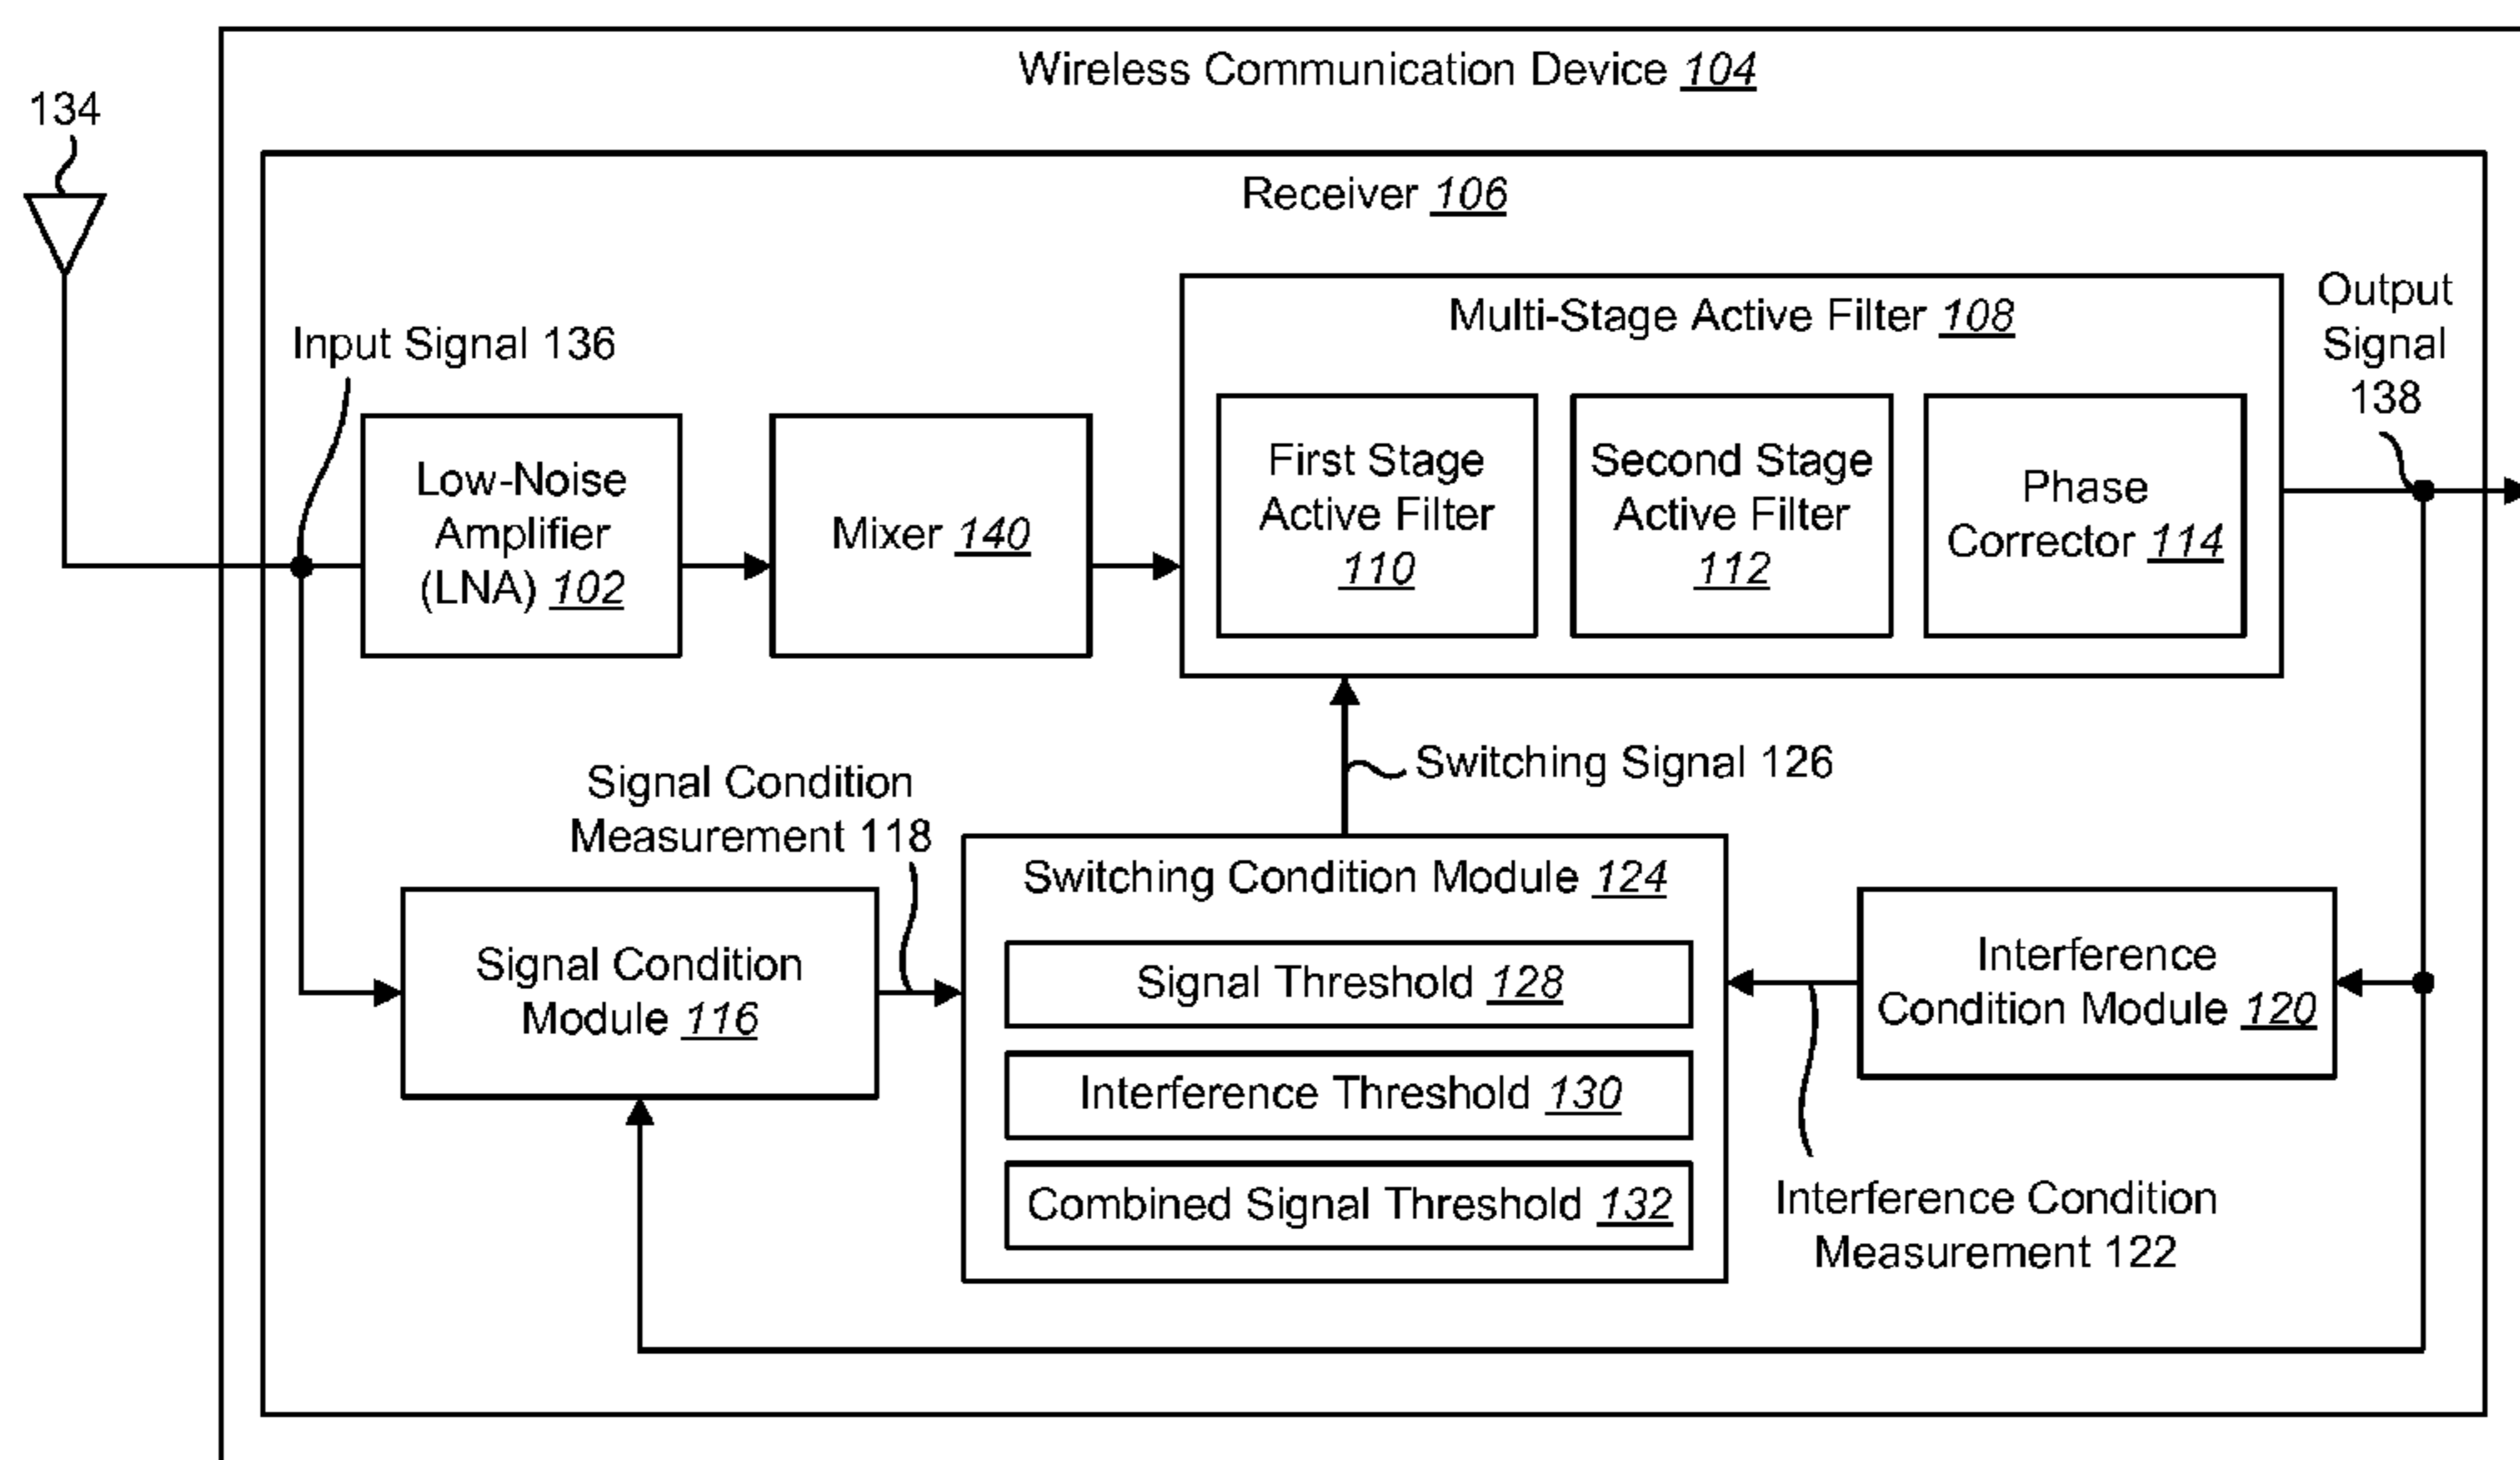 Wireless Communication Device 104
134
Receiver 106
Input Signal 136
Low-Noise
Amplifier
(LNA) 102
Mixer 140
Multi-Stage Active Filter 108
First Stage
Active Filter
110
Second Stage
Active Filter
112
Phase
Corrector 114
Output
Signal
138
Switching Signal 126
Signal Condition
Measurement 118
Signal Condition
Module 116
Switching Condition Module 124
Signal Threshold 128
Interference Threshold 130
Combined Signal Threshold 132
Interference
Condition Module 120
Interference Condition
Measurement 122